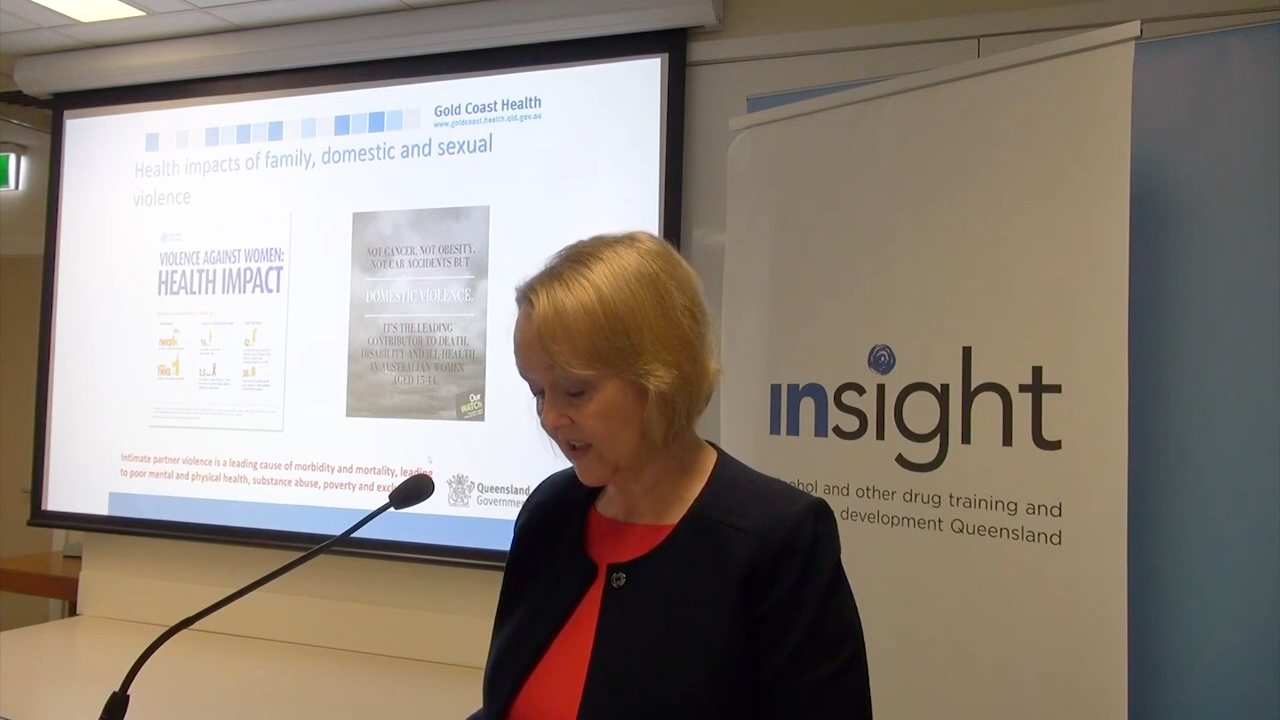 Gold Coast Health
www.goldcoast.health.qld.gov.au
Health impacts of family, domestic and sexual
violence
VIOLENCE AGAINST WOMEN:
HEALTH IMPACT
NOT CANCER, NOT OBESITY,
NOT CAR ACCIDENTS BUT
DOMESTIC VIOLENCE.
IT'S THE LEADING
CONTRIBUTOR TO DEATH,
DISABILITY AND ILL-HEALTH
IN AUSTRALIAN WOMEN
AGED 15-44.
Our
WATCh
Intimate partner violence is a leading cause of morbidity and mortality, leading
to poor mental and physical health, substance abuse, poverty and
Queensland
Government
insight
and other drug training and
development Queensland